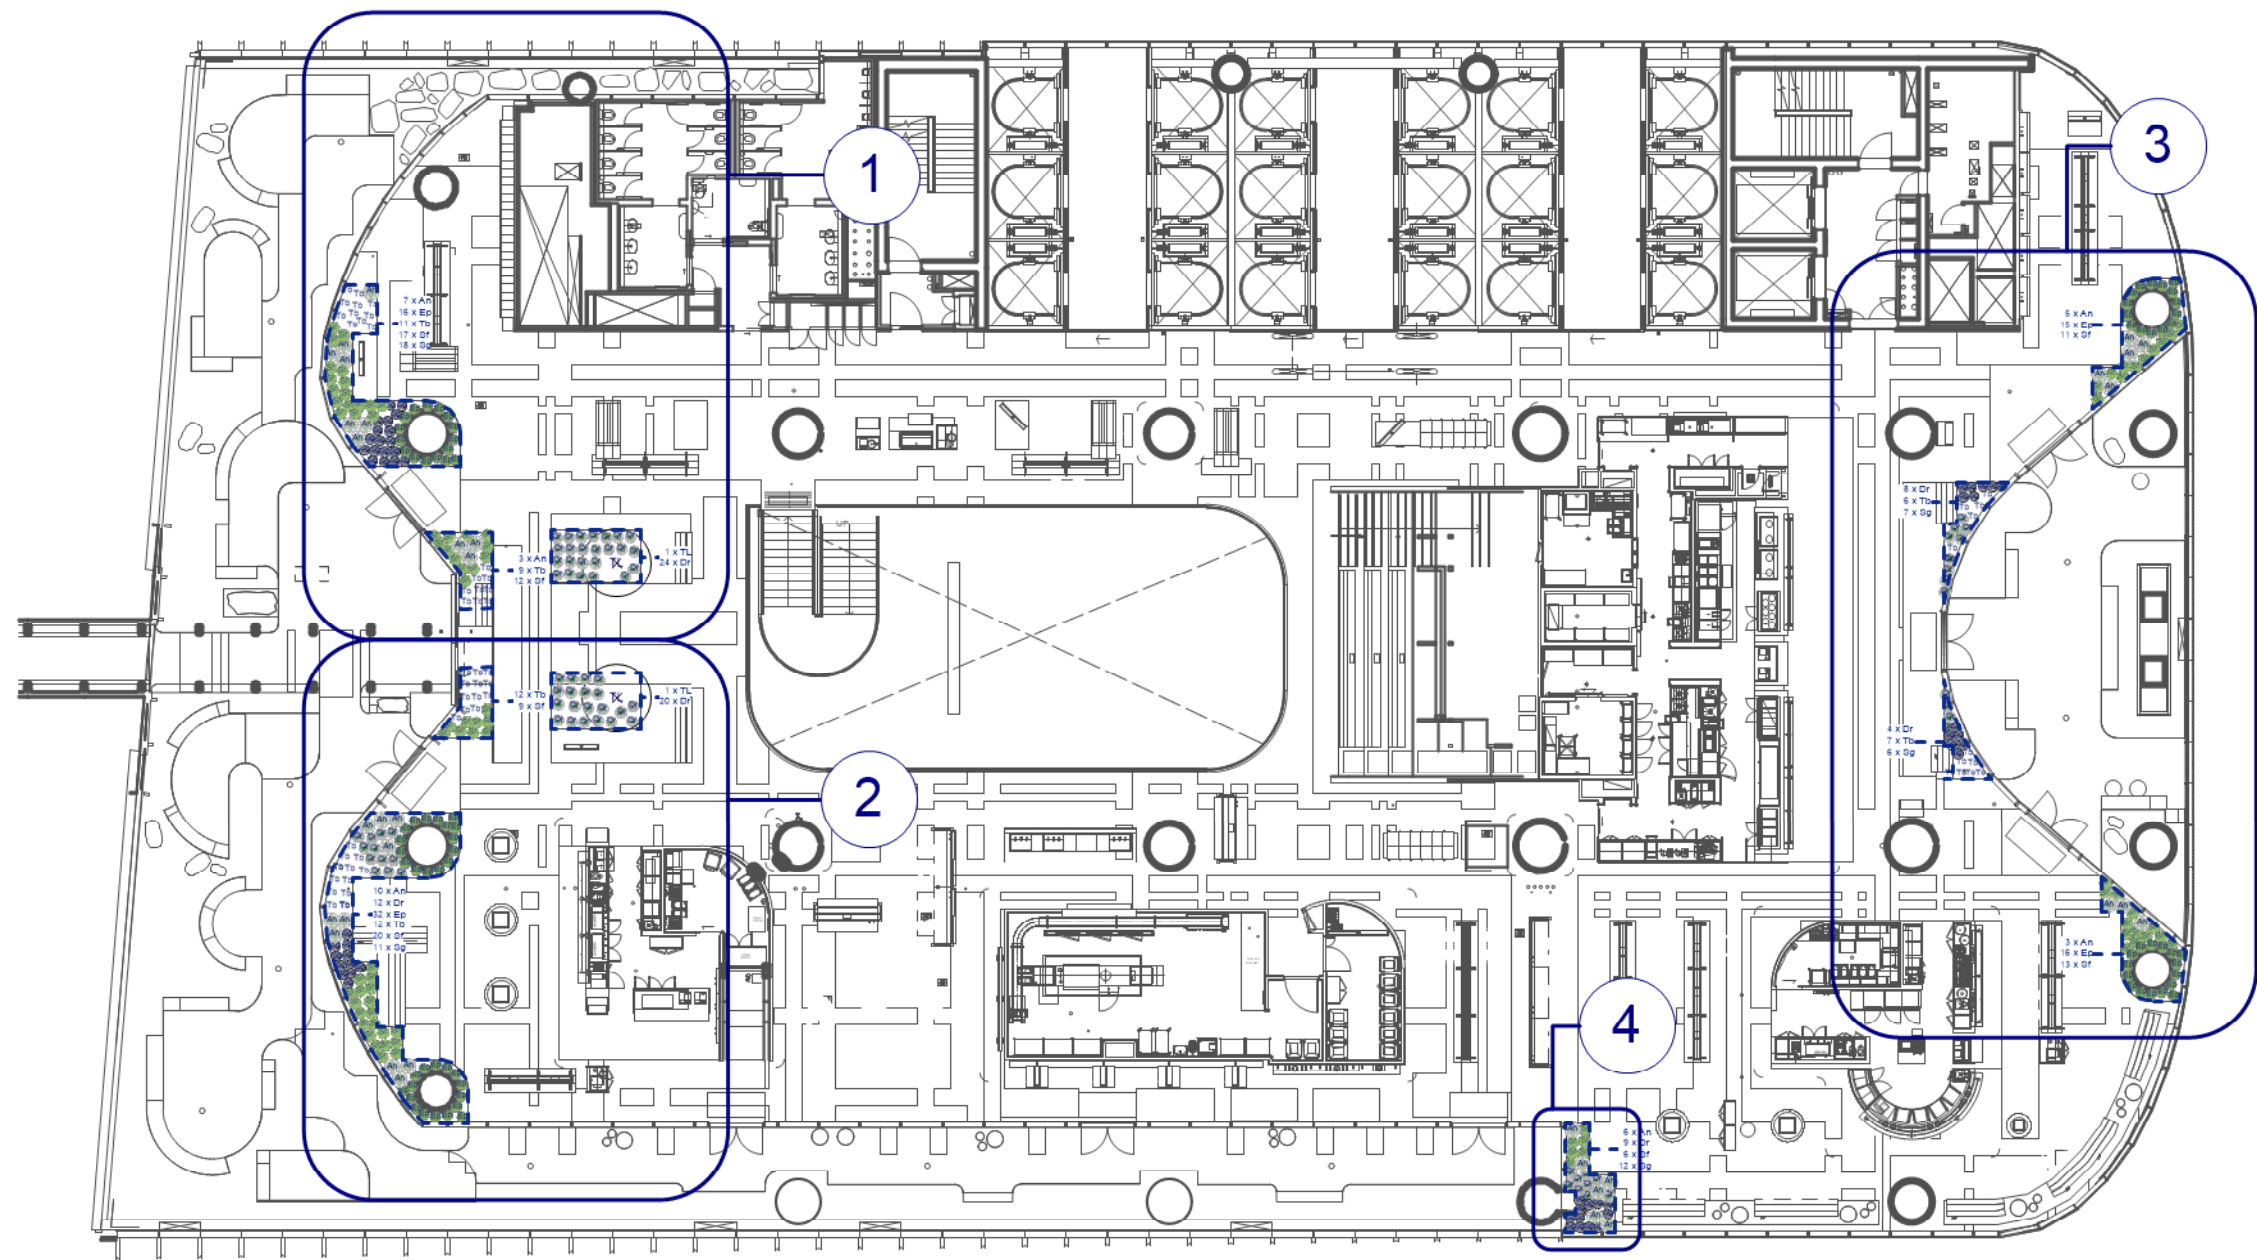 1
3
7 x An
16 x Ep
11 x Tb
17 x Sf
18 x Sg
5 x An
15 x Ep
11 x Sf
8 x Dr
6 x Tb
7 x Sg
3 x An
9 x Tb
12 x Sf
1 x TL
24 x Dr
UP
12 x Tb
9 x Sf
1 x TL
20 x Dr
4 x Dr
7 x Tb
6 x Sg
2
10 x An
12 x Dr
32 x Ep
12 x Tb
20 x Sf
11 x Sg
3 x An
16 x Ep
13 x Sf
4
6 x An
9 x Dr
6 x Sf
12 x Sg